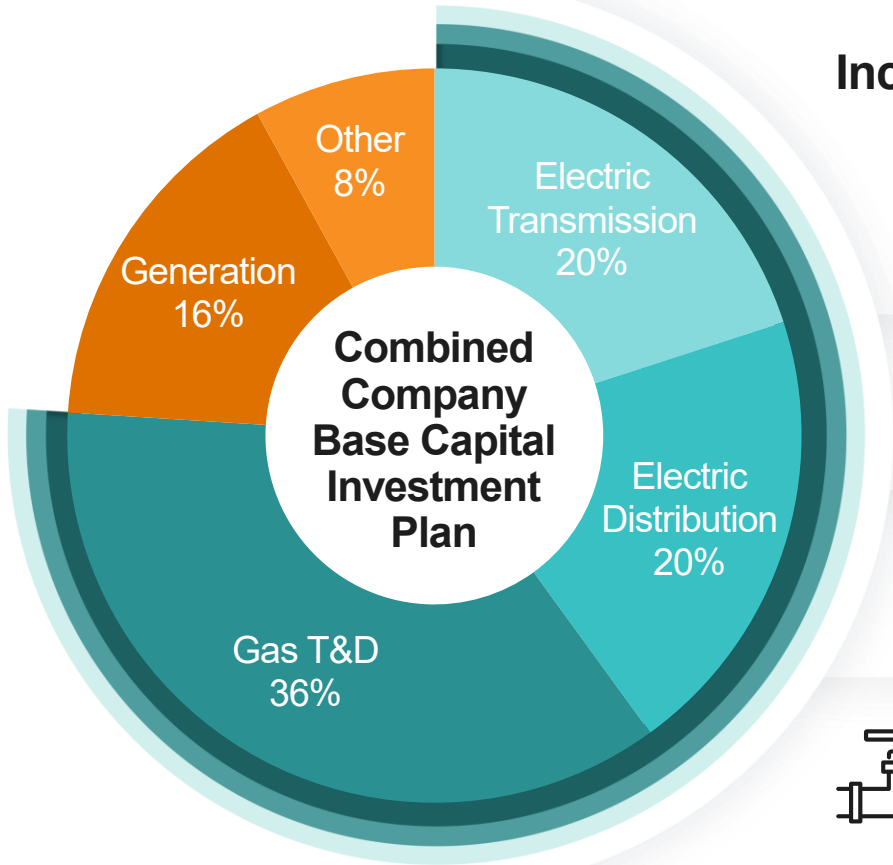 Other
8%
Electric
Transmission
20%
Generation
16%
Combined
Company
Base Capital
Investment
Plan
Electric
Distribution
20%
Gas T&D
36%